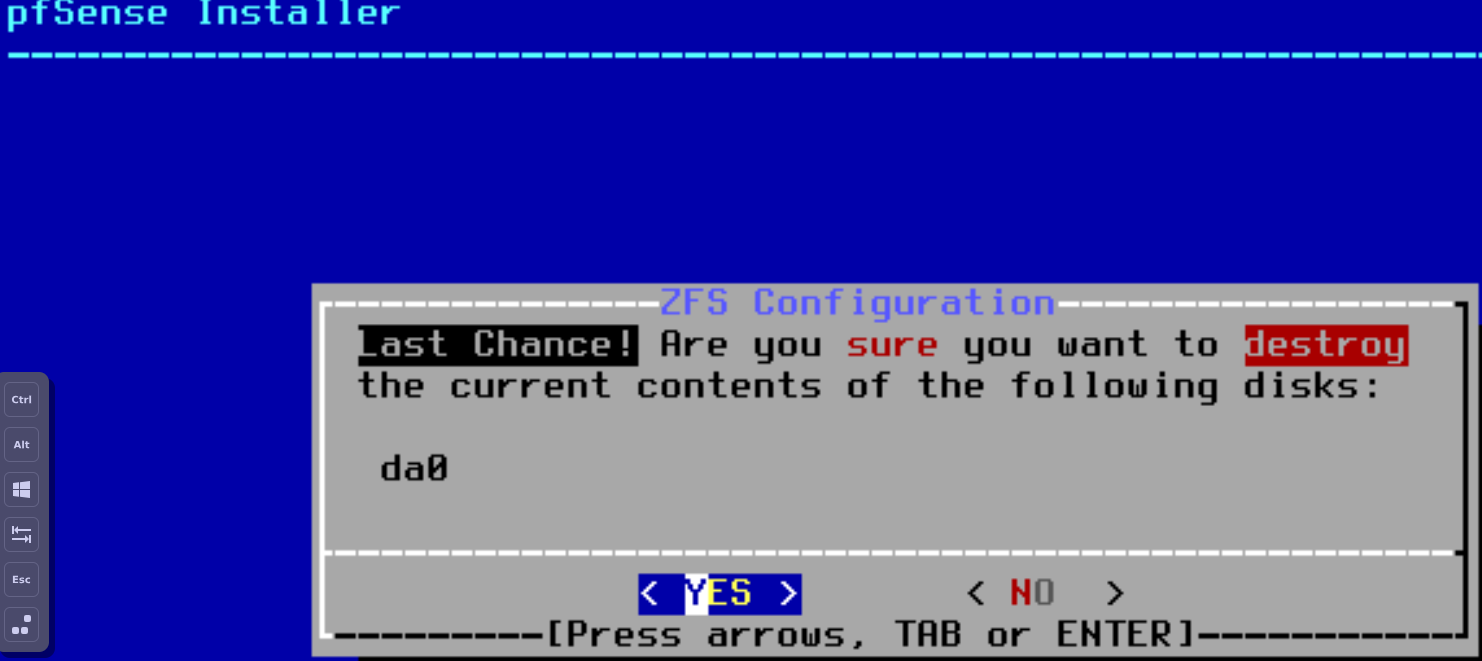 pfSense Installer
ZFS Configuration
Last Chance! Are you sure you want to destroy
the current contents of the following disks:
da0
< YES > < NO >
[Press arrows, TAB or ENTER]
Ctrl
Alt
Esc